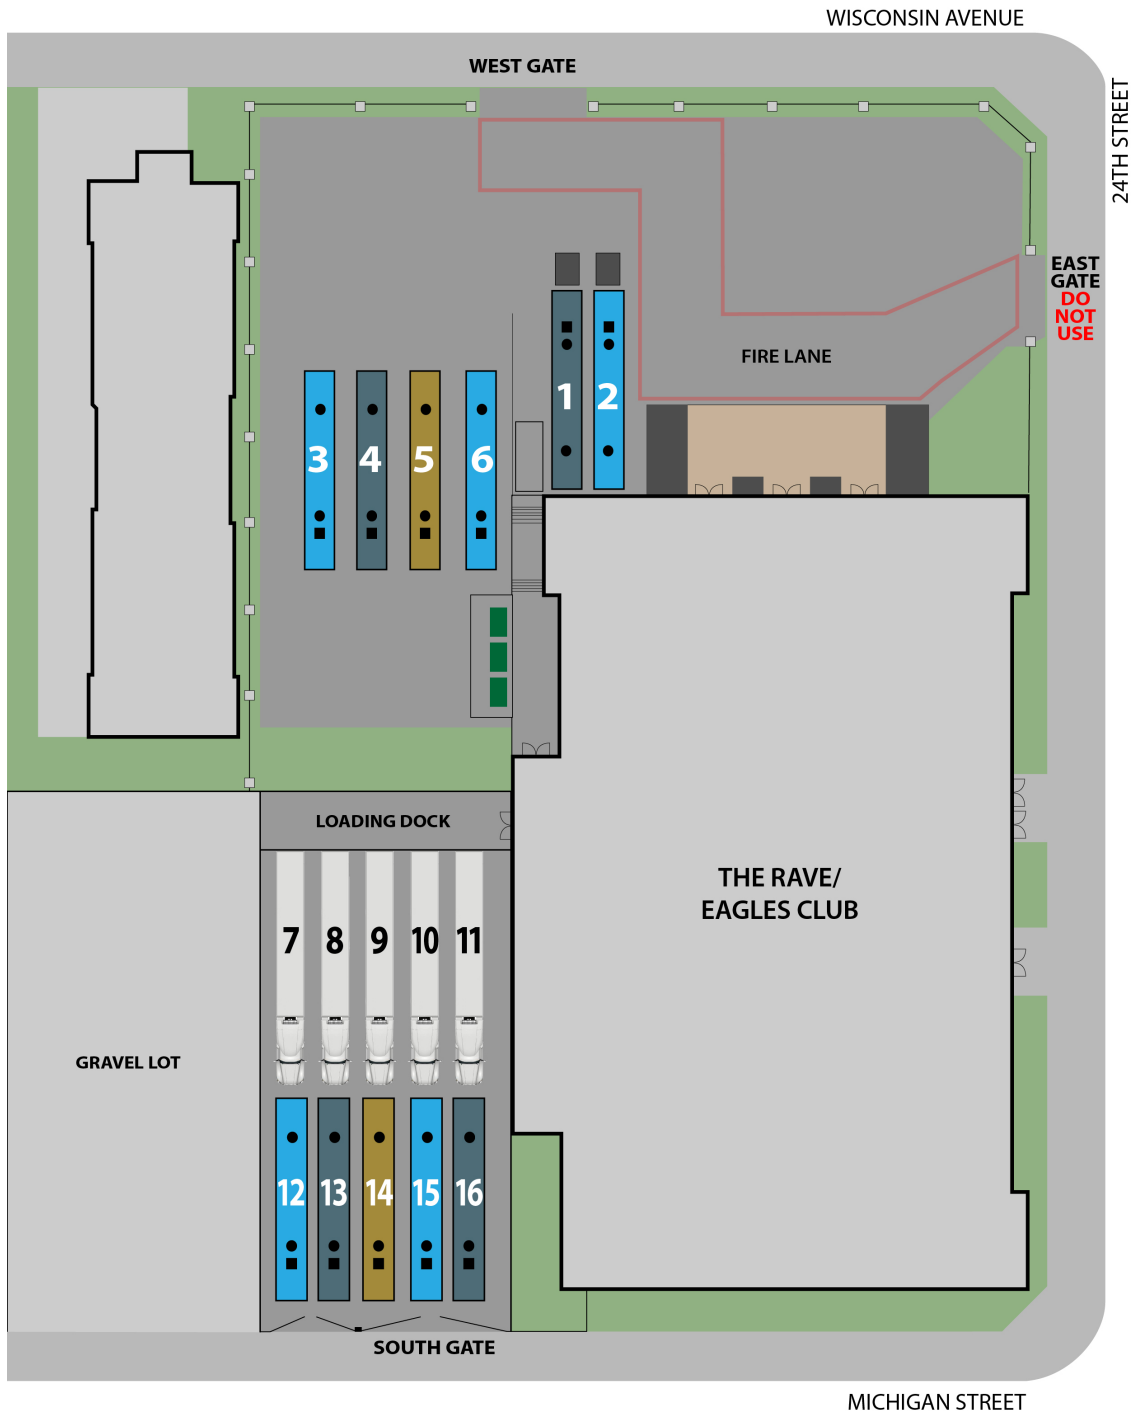 WISCONSIN AVENUE
WEST GATE
24TH STREET
EAST
GATE
DO
NOT
USE
FIRE LANE
1
2
3
4
5
6
LOADING DOCK
THE RAVE/
EAGLES CLUB
7
8
9
10
11
GRAVEL LOT
12
13
14
15
16
SOUTH GATE
MICHIGAN STREET